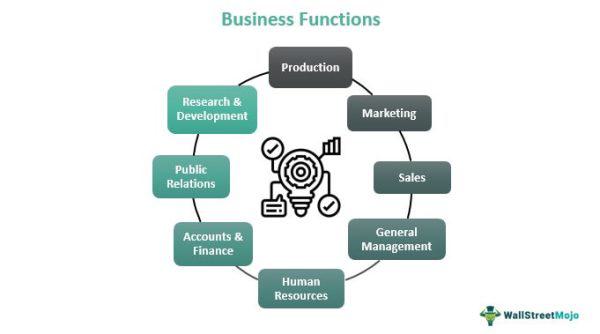 Business Functions
Production
Marketing
Sales
General
Management
Human
Resources
Accounts &
Finance
Public
Relations
Research &
Development
WallStreetMojo